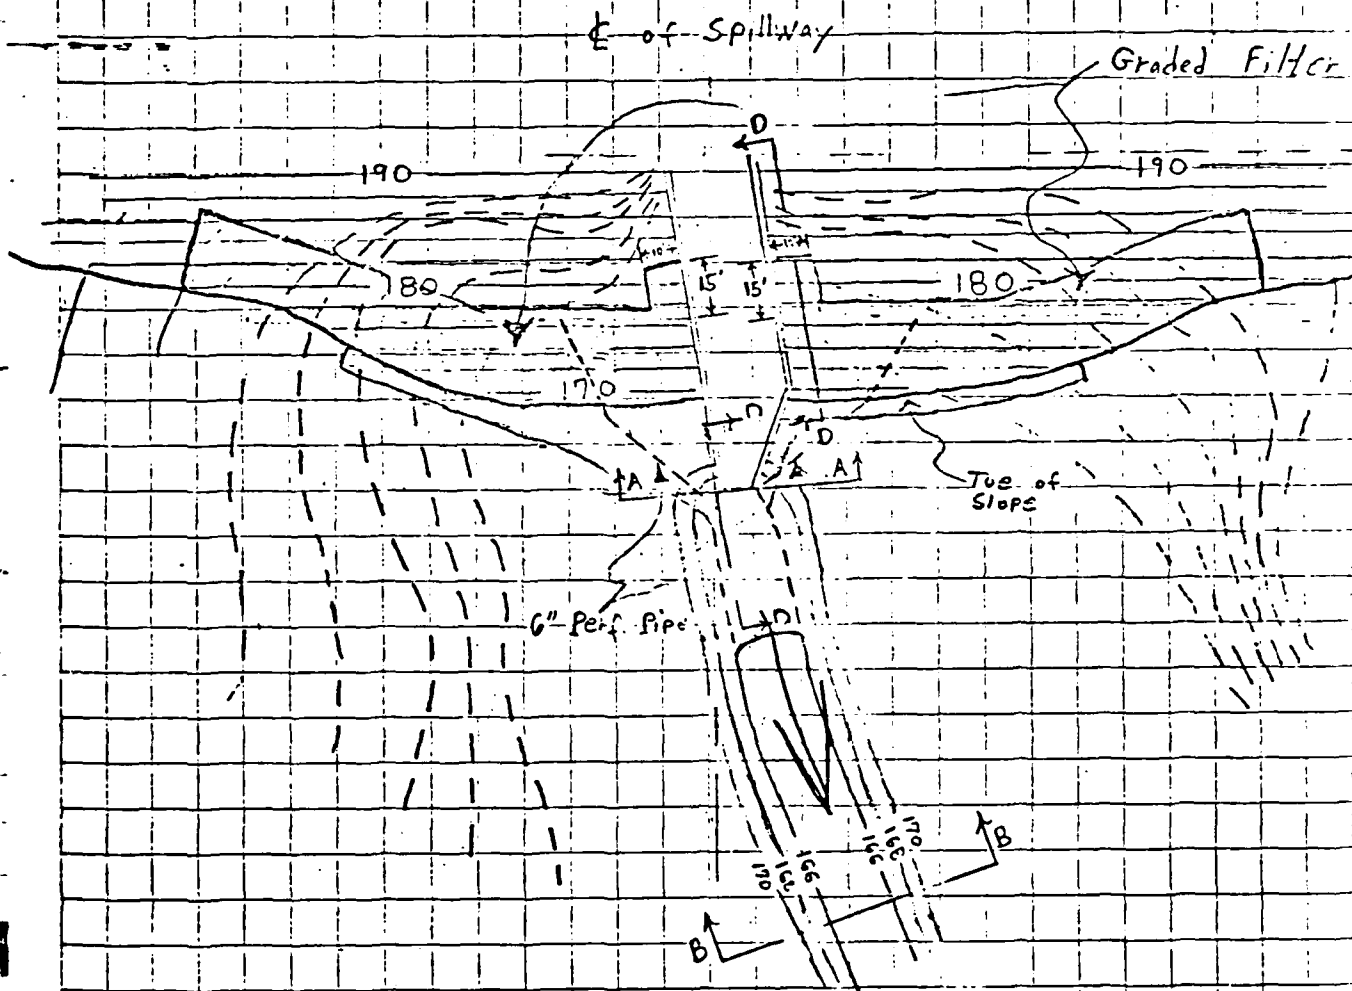 ℄ of Spillway
Graded Filter
D
190
190
180
180
15'
15'
170
C
D
A
A
Toe of
Slope
6" Perf. Pipe
C
B
170
166
166
170
B